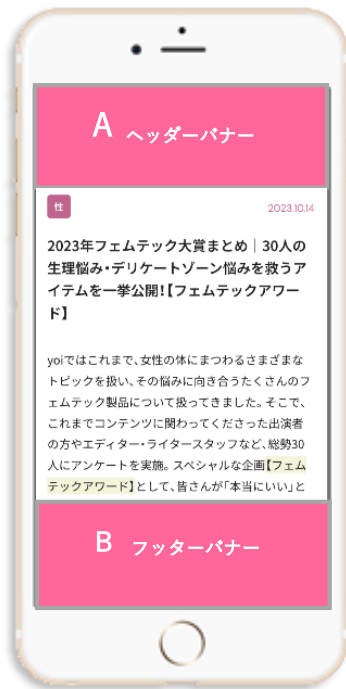 A ヘッダーバナー
性
2023.10.14
2023年フェムテック大賞まとめ｜30人の
生理悩み・デリケートゾーン悩みを救うア
イテムを一挙公開!【フェムテックアワー
ド】
yoiではこれまで、女性の体にまつわるさまざまな
トピックを扱い、その悩みに向き合うたくさんのフ
ェムテック製品について扱ってきました。そこで、
これまでコンテンツに関わってくださった出演者
の方やエディター・ライタースタッフなど、総勢30
人にアンケートを実施。スペシャルな企画【フェム
テックアワード】として、皆さんが「本当にいい」と
B フッターバナー